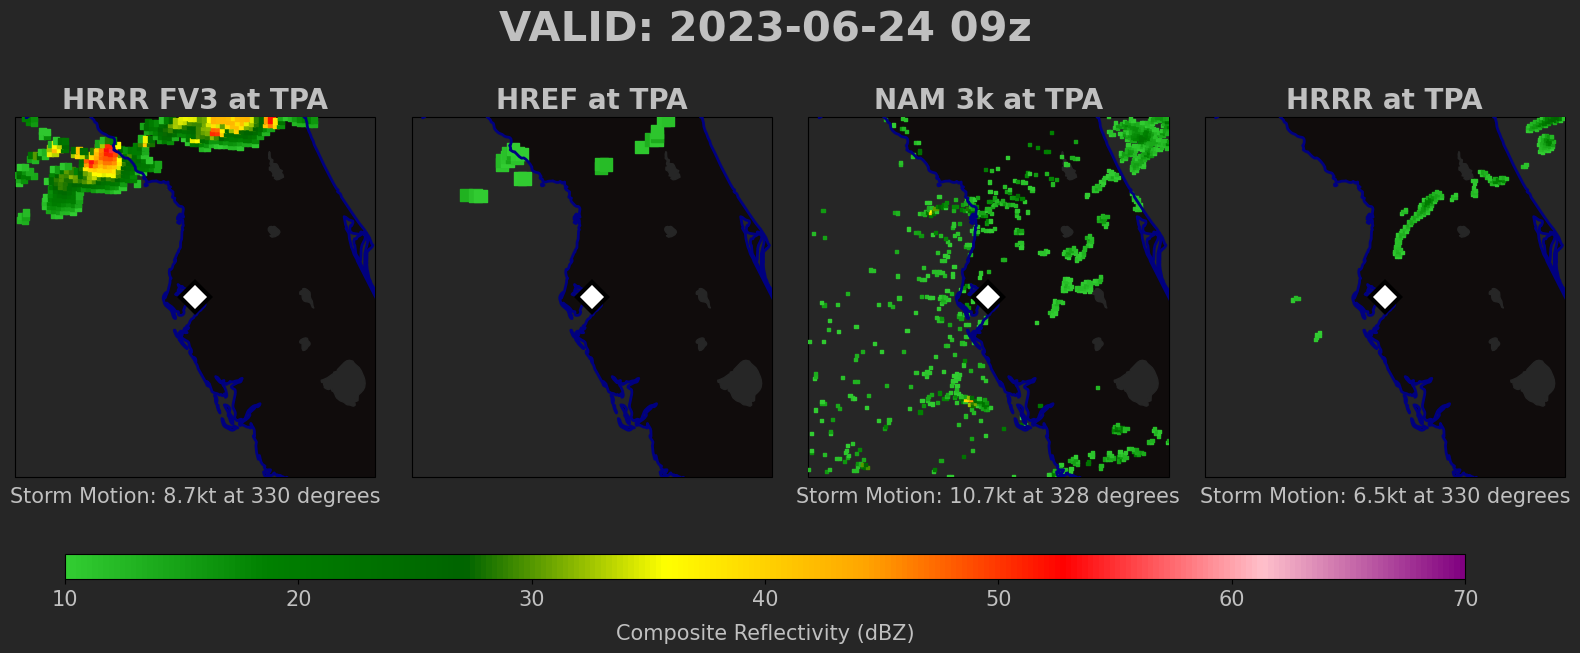 VALID: 2023-06-24 09z
HRRR FV3 at TPA
HREF at TPA
NAM 3k at TPA
HRRR at TPA
Storm Motion: 8.7kt at 330 degrees
Storm Motion: 10.7kt at 328 degrees
Storm Motion: 6.5kt at 330 degrees
10 20 30 40 50 60 70
Composite Reflectivity (dBZ)